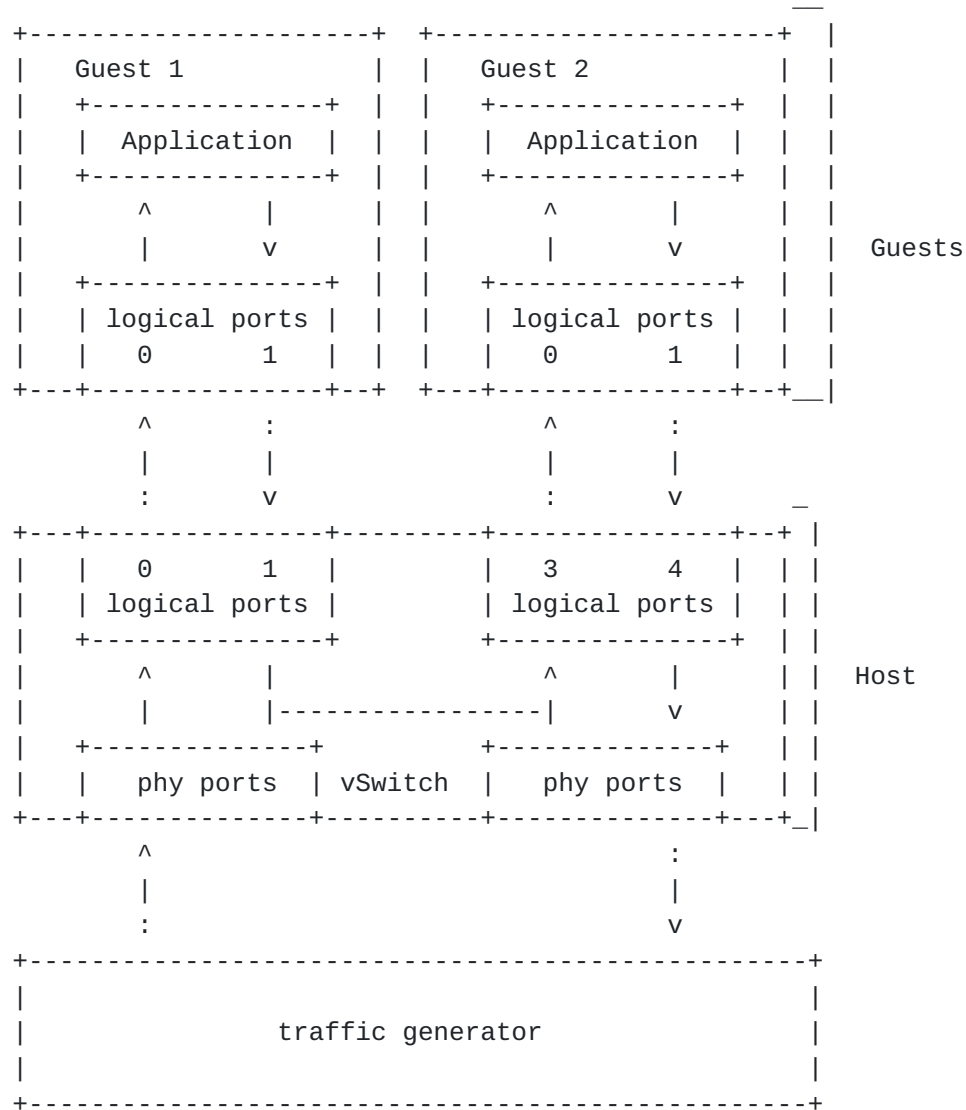 Guest 1 Guest 2
Application Application
Guests
logical ports logical ports
0 1 0 1
0 1 3 4
logical ports logical ports
Host
phy ports vSwitch phy ports
traffic generator